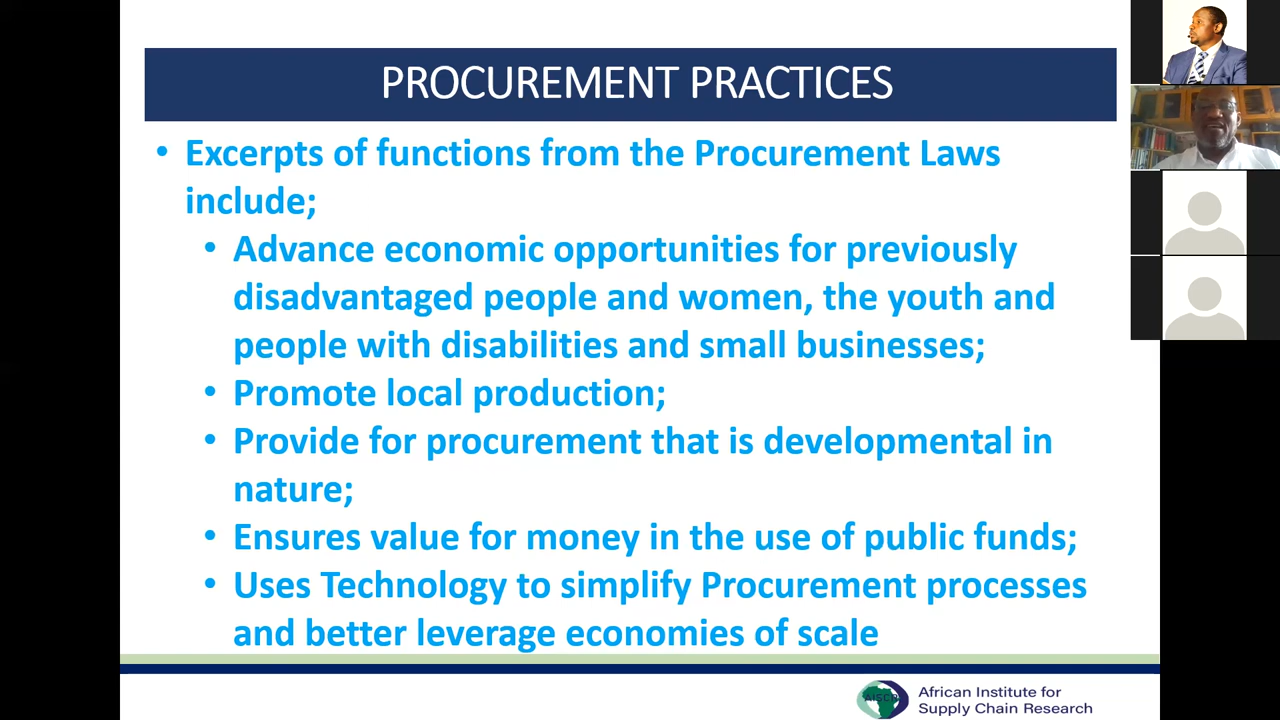 PROCUREMENT PRACTICES
• Excerpts of functions from the Procurement Laws
include;
• Advance economic opportunities for previously
disadvantaged people and women, the youth and
people with disabilities and small businesses;
• Promote local production;
• Provide for procurement that is developmental in
nature;
• Ensures value for money in the use of public funds;
• Uses Technology to simplify Procurement processes
and better leverage economies of scale
AISCR
African Institute for
Supply Chain Research